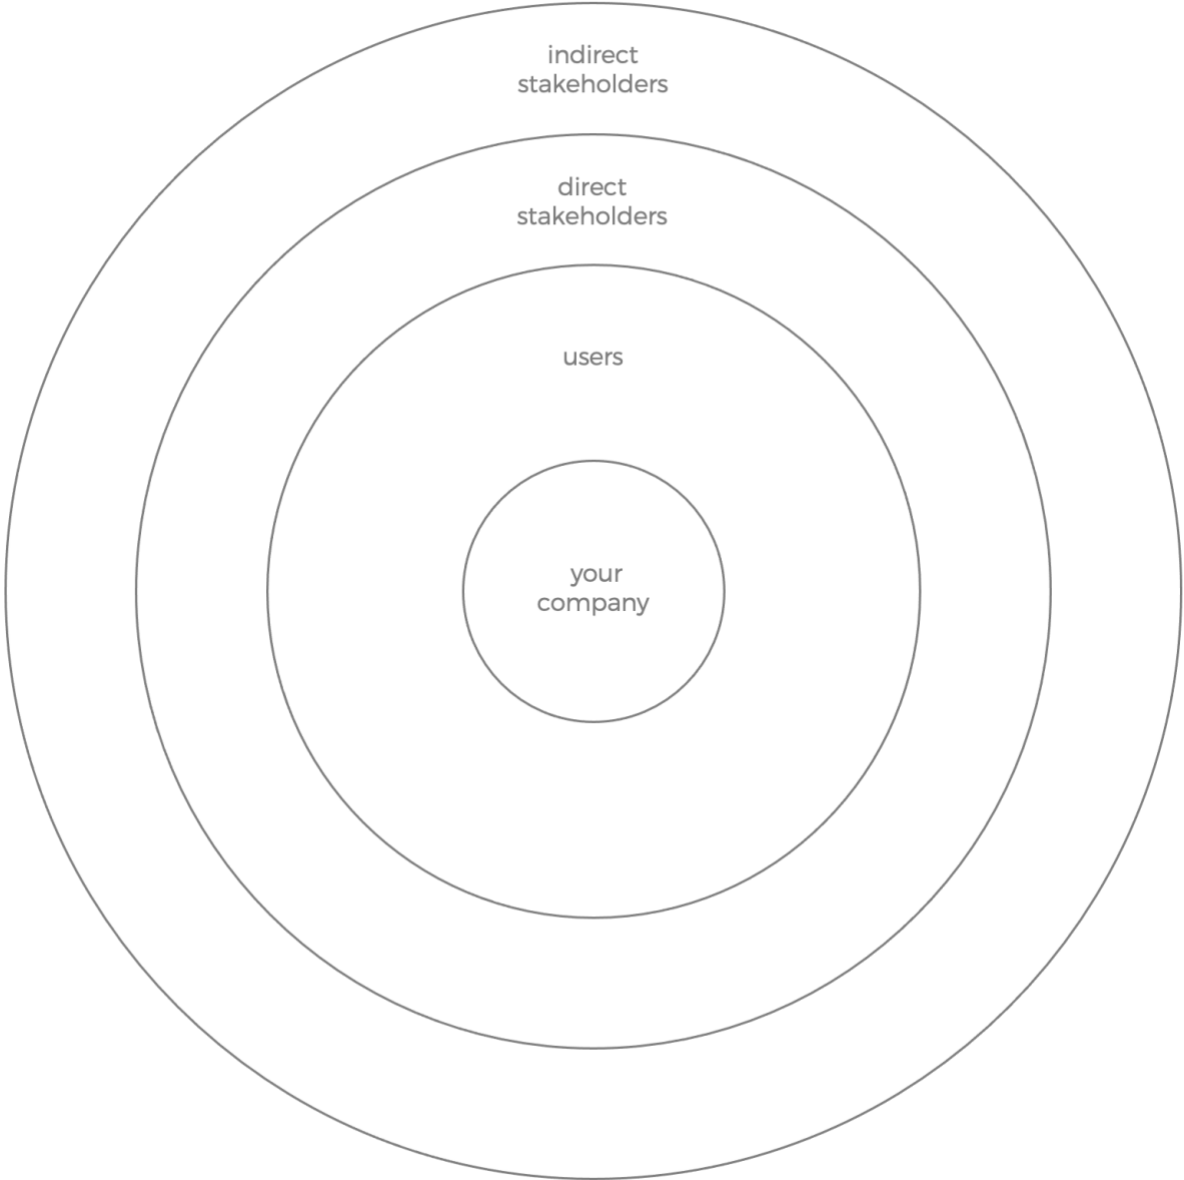 indirect
stakeholders
direct
stakeholders
users
your
company